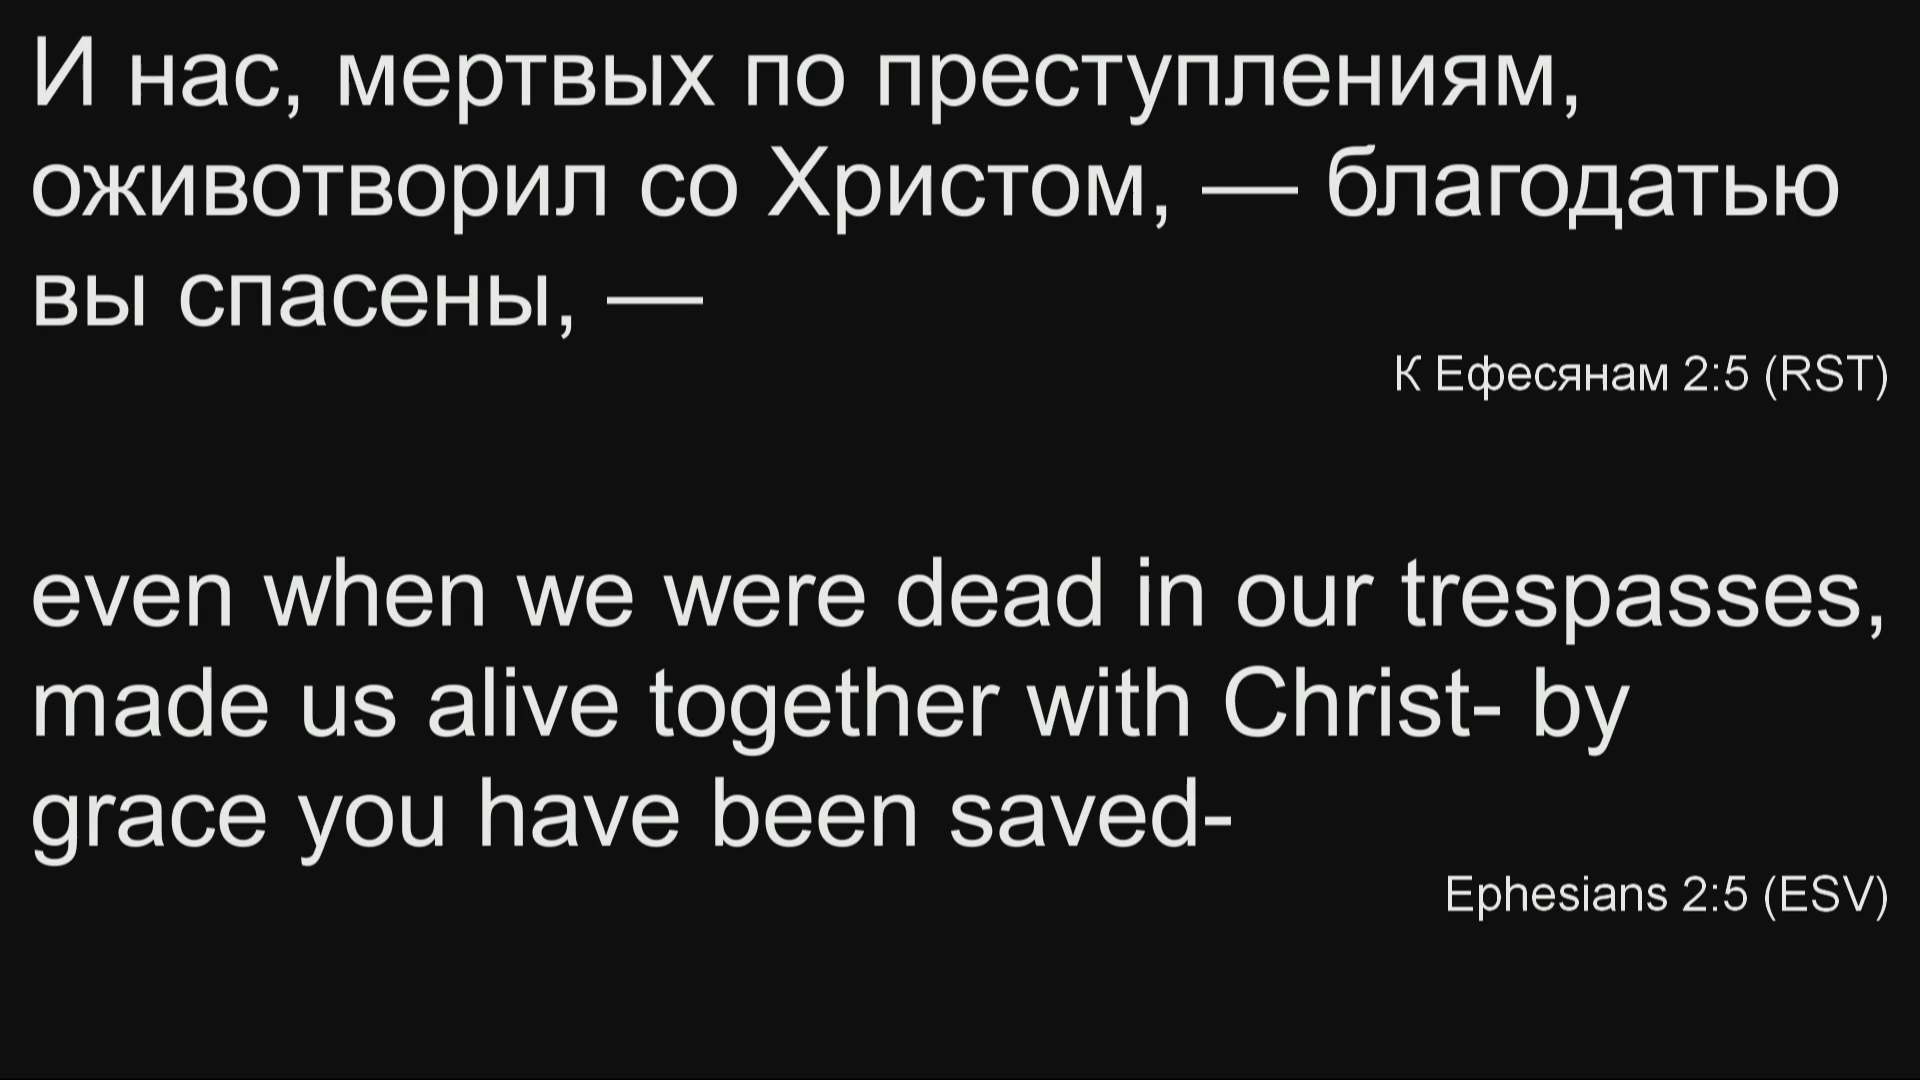 И нас, мертвых по преступлениям,
оживотворил со Христом, — благодатью
вы спасены, —
К Ефесянам 2:5 (RST)
even when we were dead in our trespasses,
made us alive together with Christ- by
grace you have been saved-
Ephesians 2:5 (ESV)